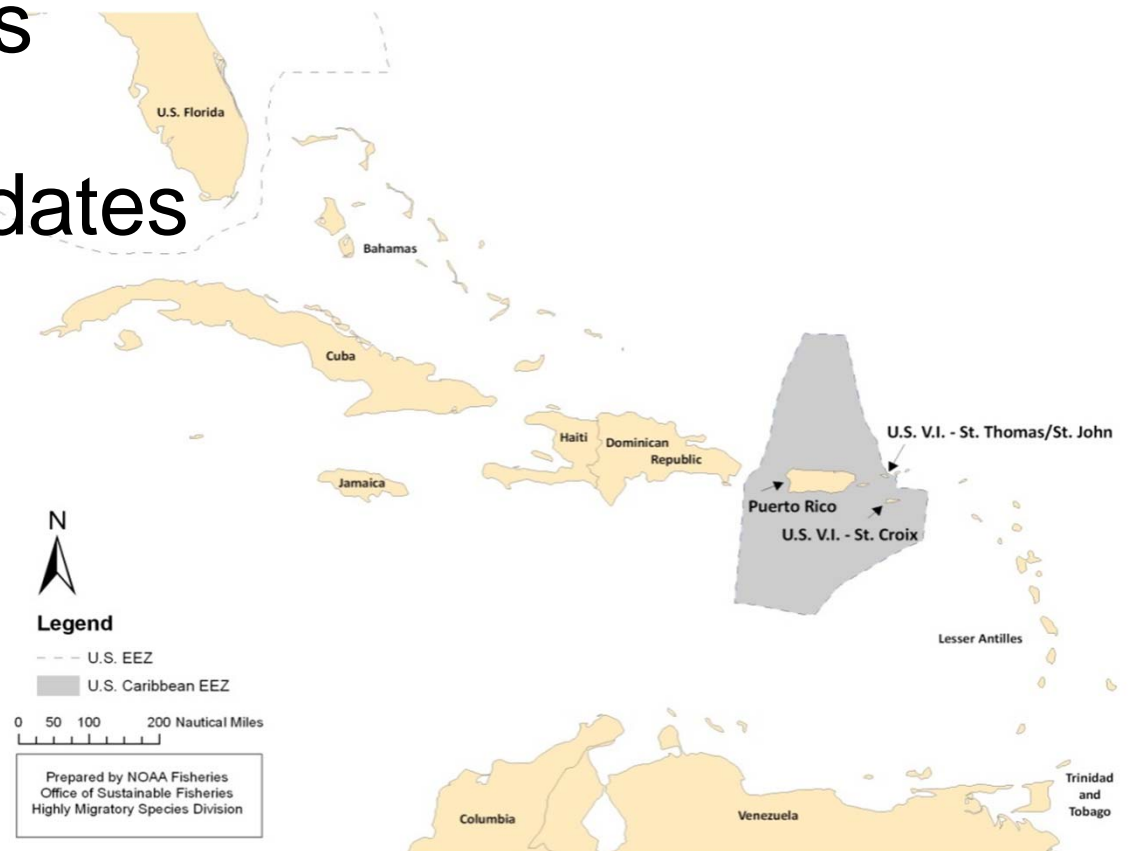 s
dates
U.S. Florida
Bahamas
Cuba
Haiti
Dominican
Republic
Jamaica
U.S. V.I. - St. Thomas/St. John
Puerto Rico
U.S. V.I. - St. Croix
Lesser Antilles
N
Legend
U.S. EEZ
U.S. Caribbean EEZ
0 50 100 200 Nautical Miles
Prepared by NOAA Fisheries
Office of Sustainable Fisheries
Highly Migratory Species Division
Columbia
Venezuela
Trinidad
and
Tobago